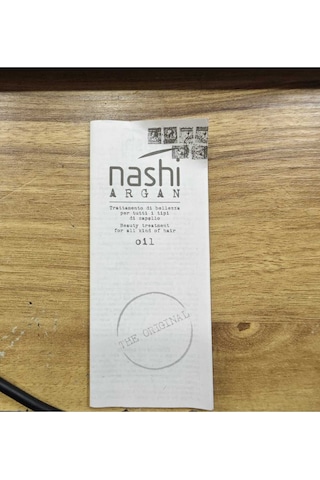 nashi
ARGAN
Trattamento di bellezza
per tutti i tipi
di capello
Beauty treatment
for all kind of hair
oil
THE ORIGINAL